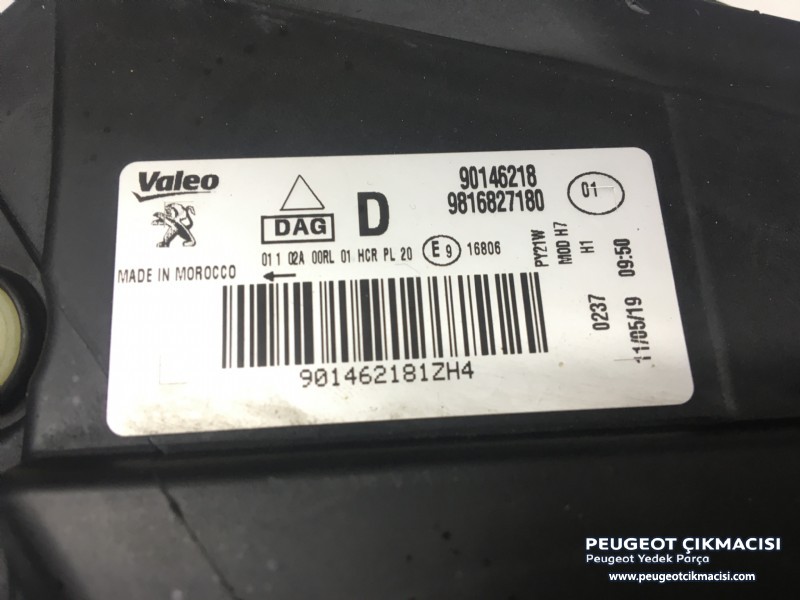 Valeo
DAG
D
90146218
9816827180
01
01 1 02A 00RL 01 HCR PL 20
E 9
16806
MADE IN MOROCCO
PY21W
MOD H7
H1
0237
11/05/19 09:50
901462181ZH4
PEUGEOT ÇIKMACISI
Peugeot Yedek Parça
www.peugeotcikmacisi.com